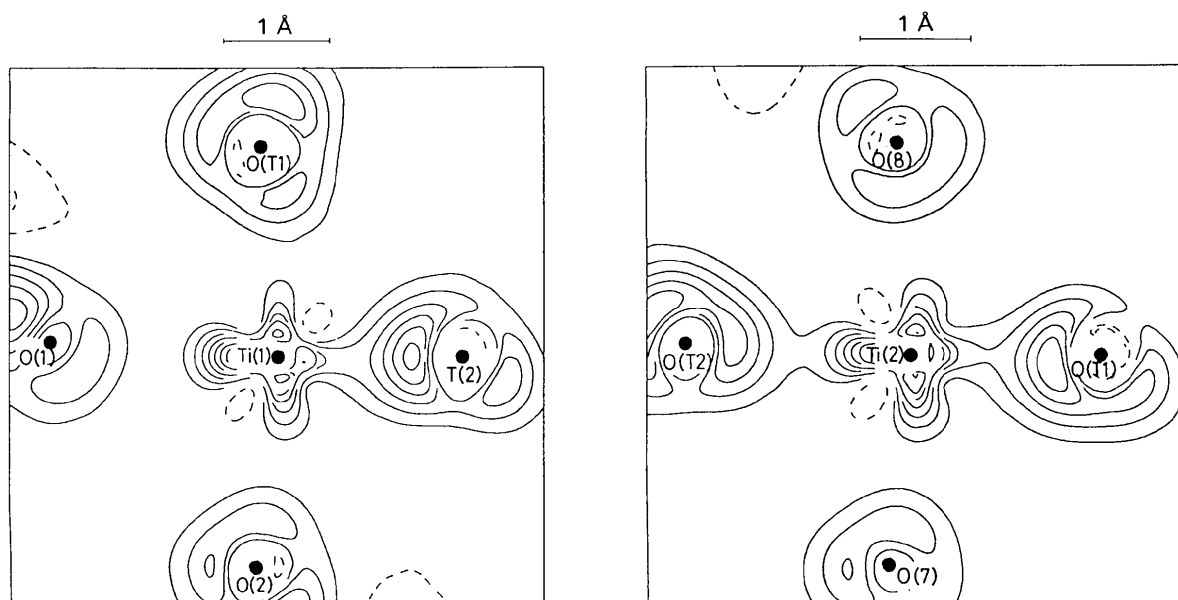 1 Å
1 Å
O(T1)
O(8)
O(1)
Ti(1)
T(2)
O(T2)
Ti(2)
O(T1)
O(2)
O(7)